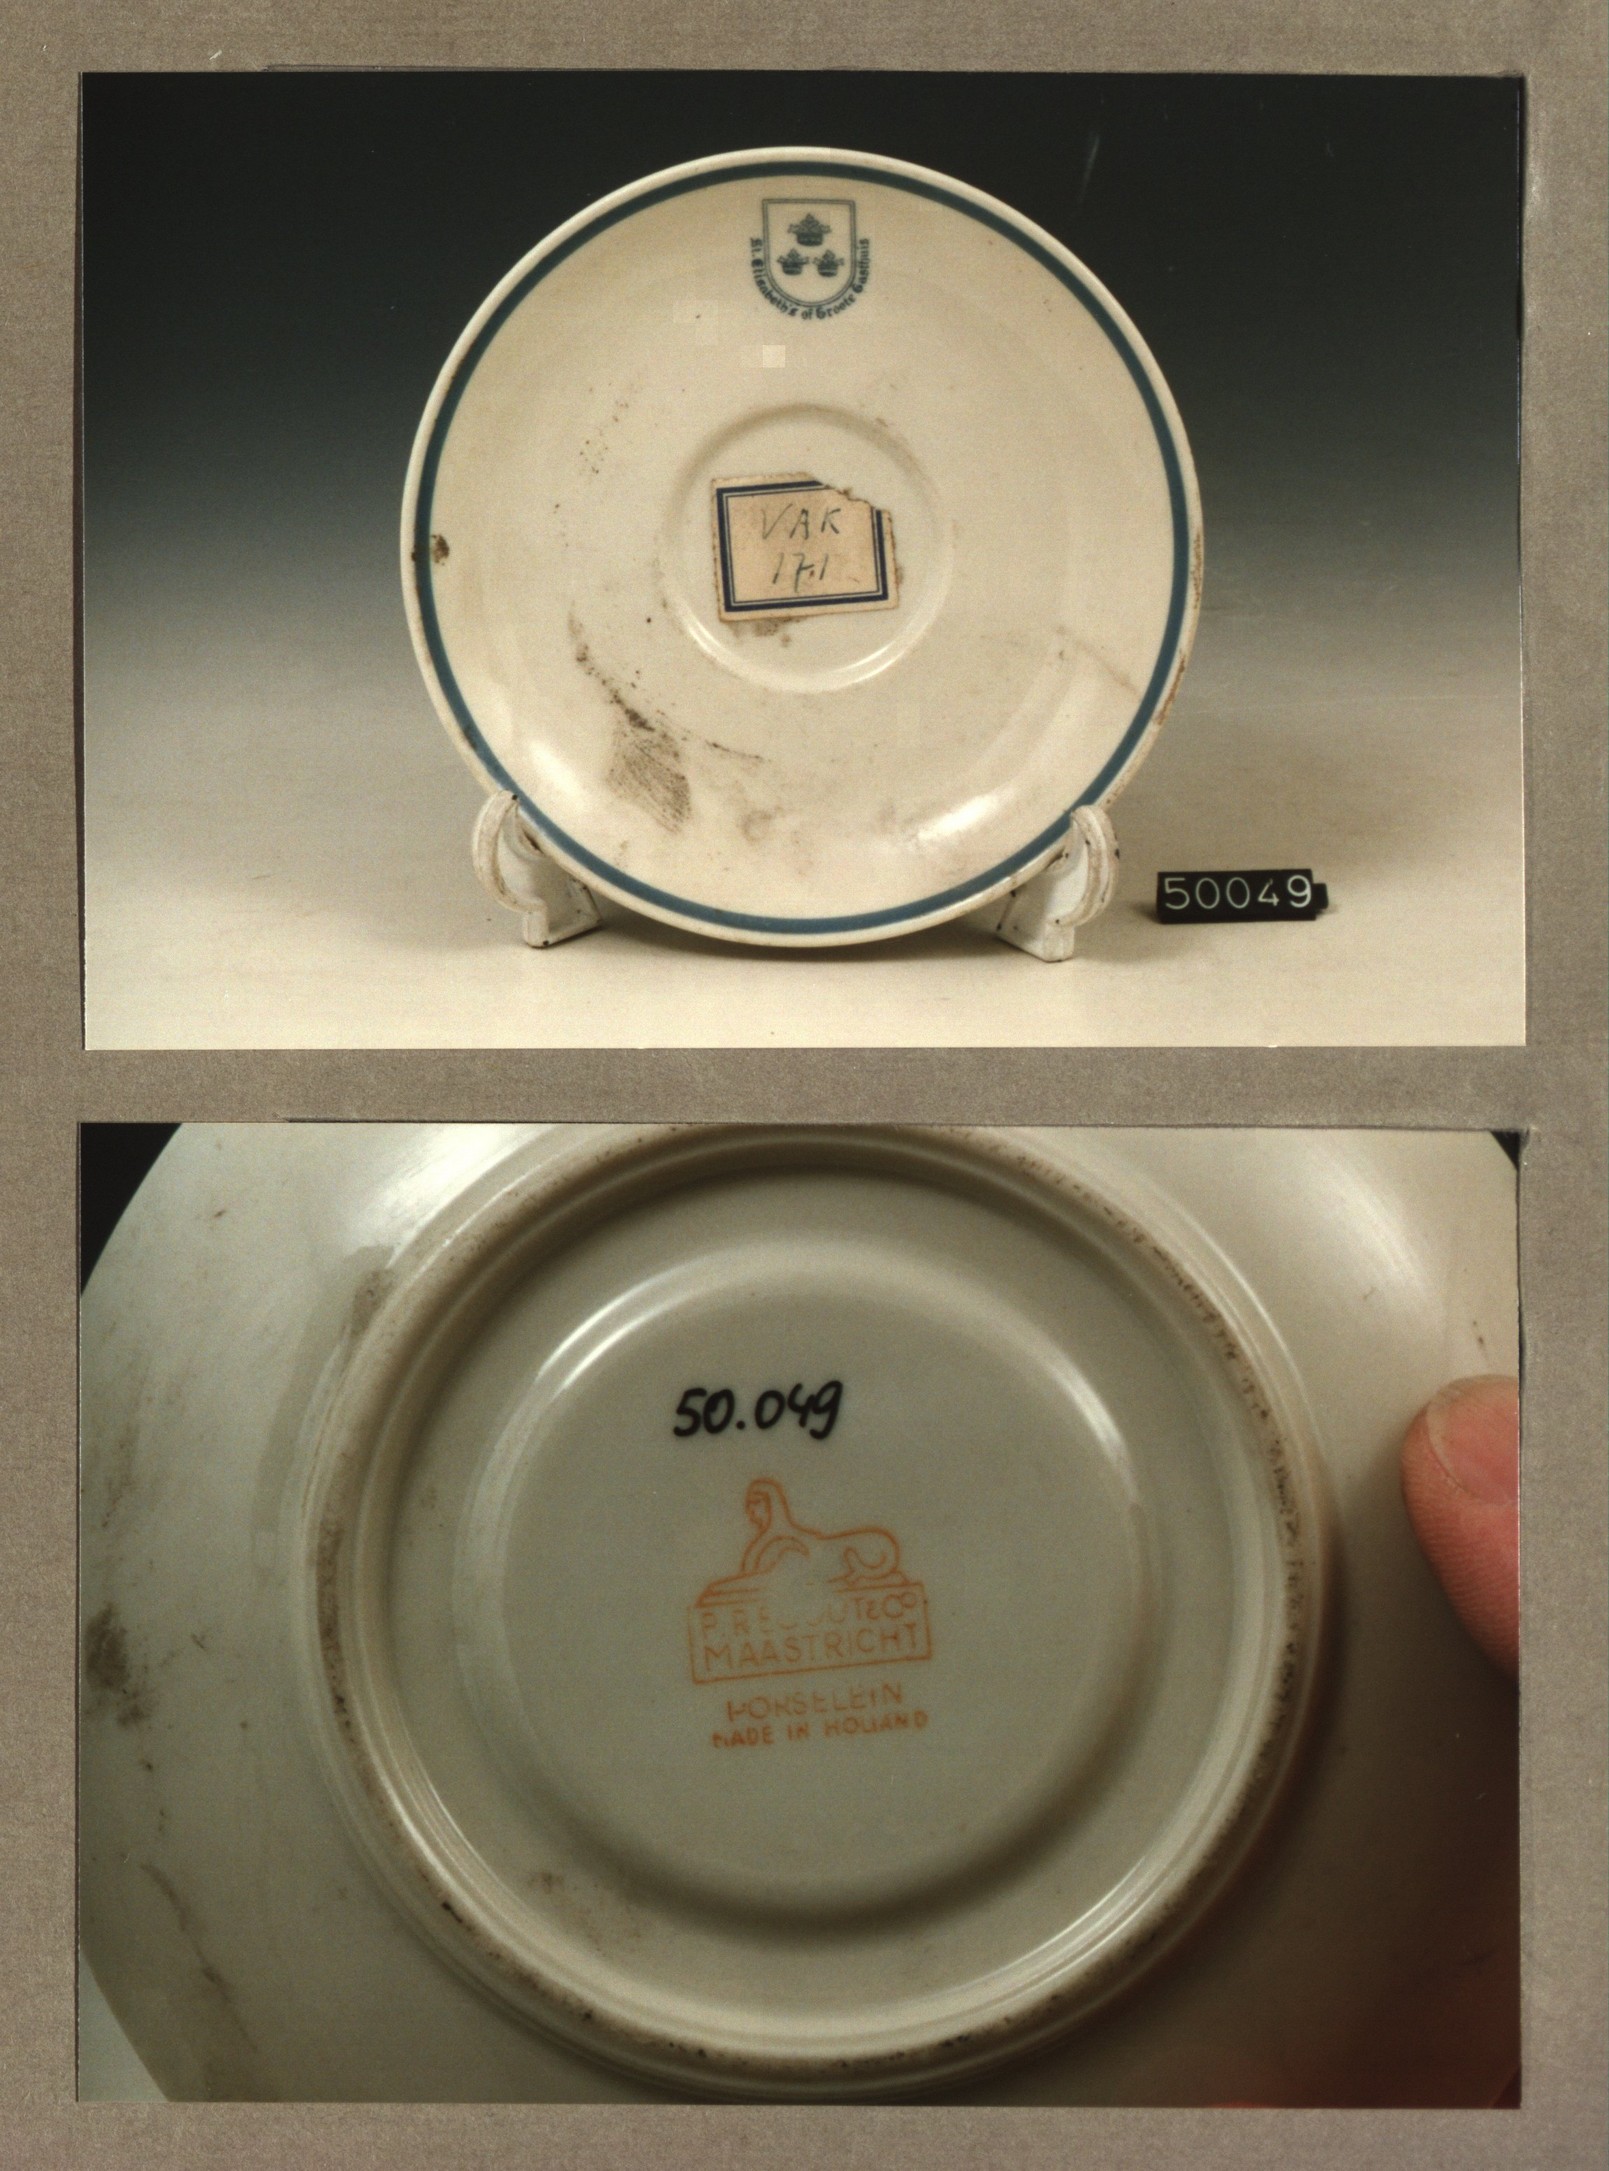 St. Elisabeth's of Groote Gasthuis
VAK
17.1
50049
50.049
P. REGOUT & Co.
MAASTRICHT
PORSELEIN
MADE IN HOLLAND